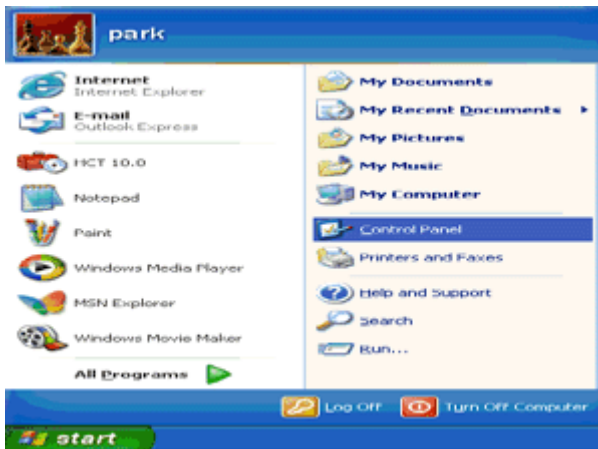 park
Internet
Internet Explorer
E-mail
Outlook Express
HCT 10.0
Notepad
Paint
Windows Media Player
MSN Explorer
Windows Movie Maker
All Programs
My Documents
My Recent Documents
My Pictures
My Music
My Computer
Control Panel
Printers and Faxes
Help and Support
Search
Run...
Log Off
Turn Off Computer
start